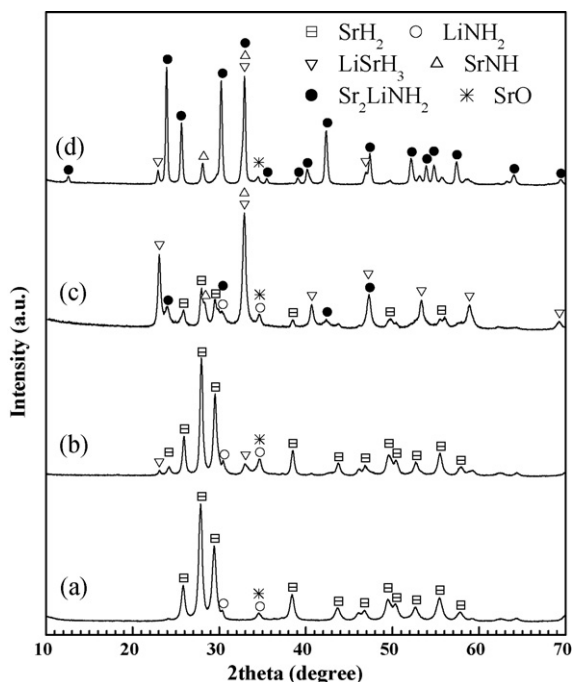 SrH₂ LiNH₂
LiSrH₃ SrNH
Sr₂LiNH₂ SrO
(d)
(c)
(b)
(a)
Intensity (a.u.)
10 20 30 40 50 60 70
2theta (degree)